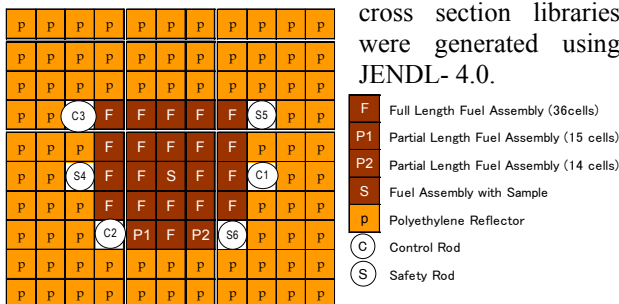 cross section libraries
were generated using
JENDL- 4.0.
p p p p p p p p p p
p p p p p p p p p p
p p p p p p p p p p
p p C3 F F F F F S5 p
p p p F F F F F p p
p p S4 F F S F F C1 p
p p p F F F F F p p
p p p C2 P1 F P2 S6 p p
p p p p p p p p p p
p p p p p p p p p p
F Full Length Fuel Assembly (36cells)
P1 Partial Length Fuel Assembly (15 cells)
P2 Partial Length Fuel Assembly (14 cells)
S Fuel Assembly with Sample
p Polyethylene Reflector
C Control Rod
S Safety Rod